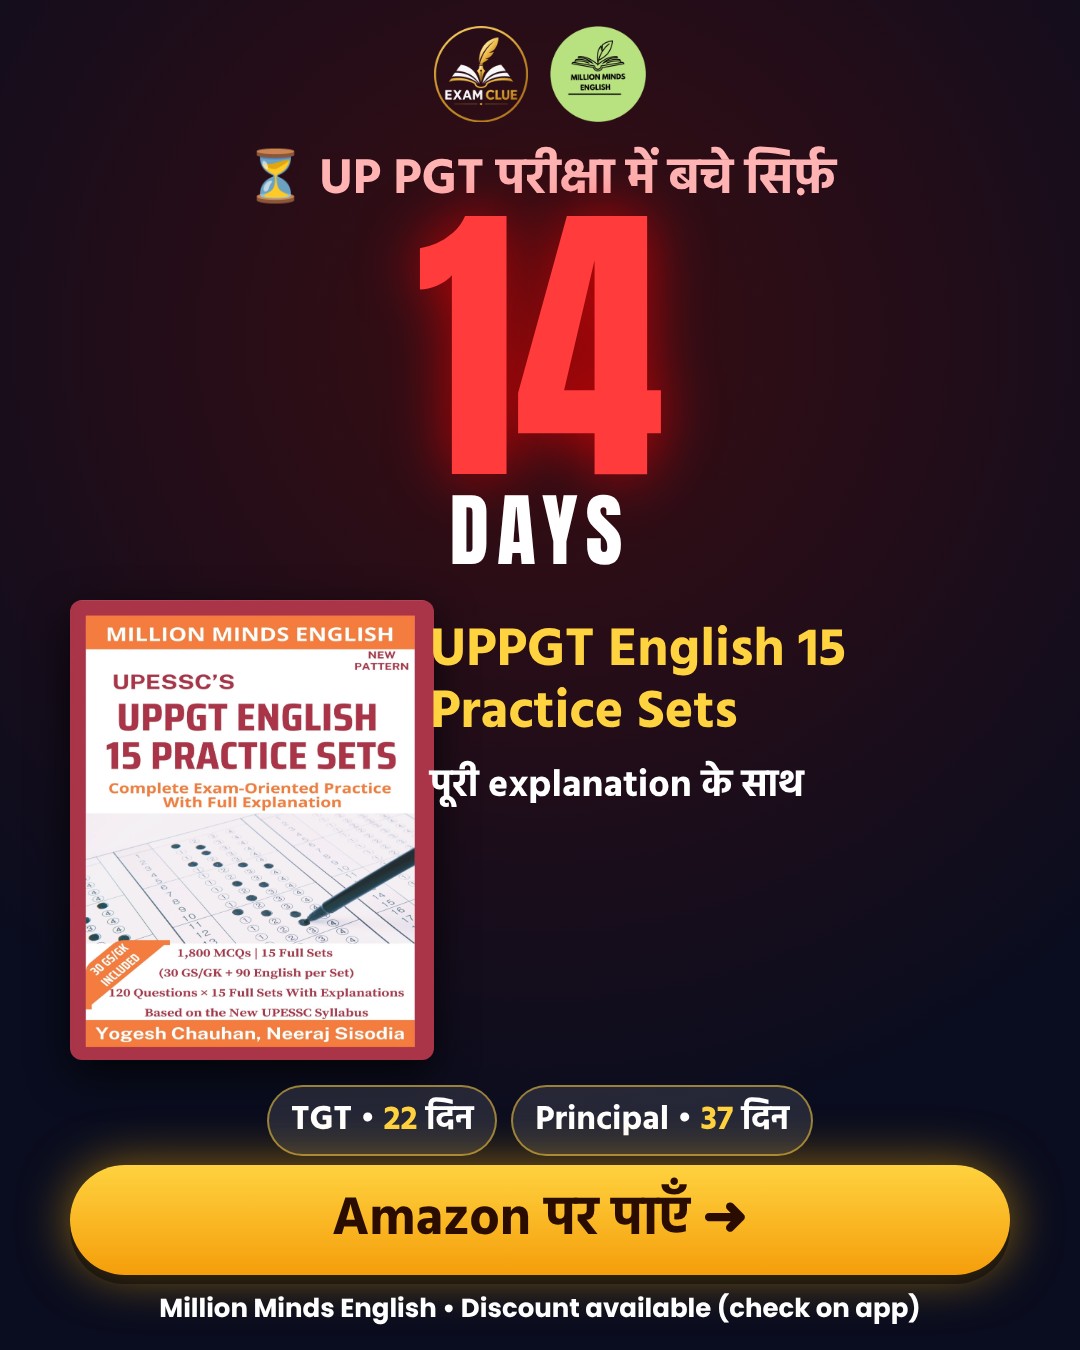 EXAM CLUE
MILLION MINDS
ENGLISH
⏳ UP PGT परीक्षा में बचे सिर्फ़
14
DAYS
MILLION MINDS ENGLISH
NEW
PATTERN
UPESSC'S
UPPGT ENGLISH
15 PRACTICE SETS
Complete Exam-Oriented Practice
With Full Explanation
30 GS/GK
INCLUDED
1,800 MCQs | 15 Full Sets
(30 GS/GK + 90 English per Set)
120 Questions × 15 Full Sets With Explanations
Based on the New UPESSC Syllabus
Yogesh Chauhan, Neeraj Sisodia
UPPGT English 15
Practice Sets
पूरी explanation के साथ
TGT • 22 दिन
Principal • 37 दिन
Amazon पर पाएँ ➜
Million Minds English • Discount available (check on app)